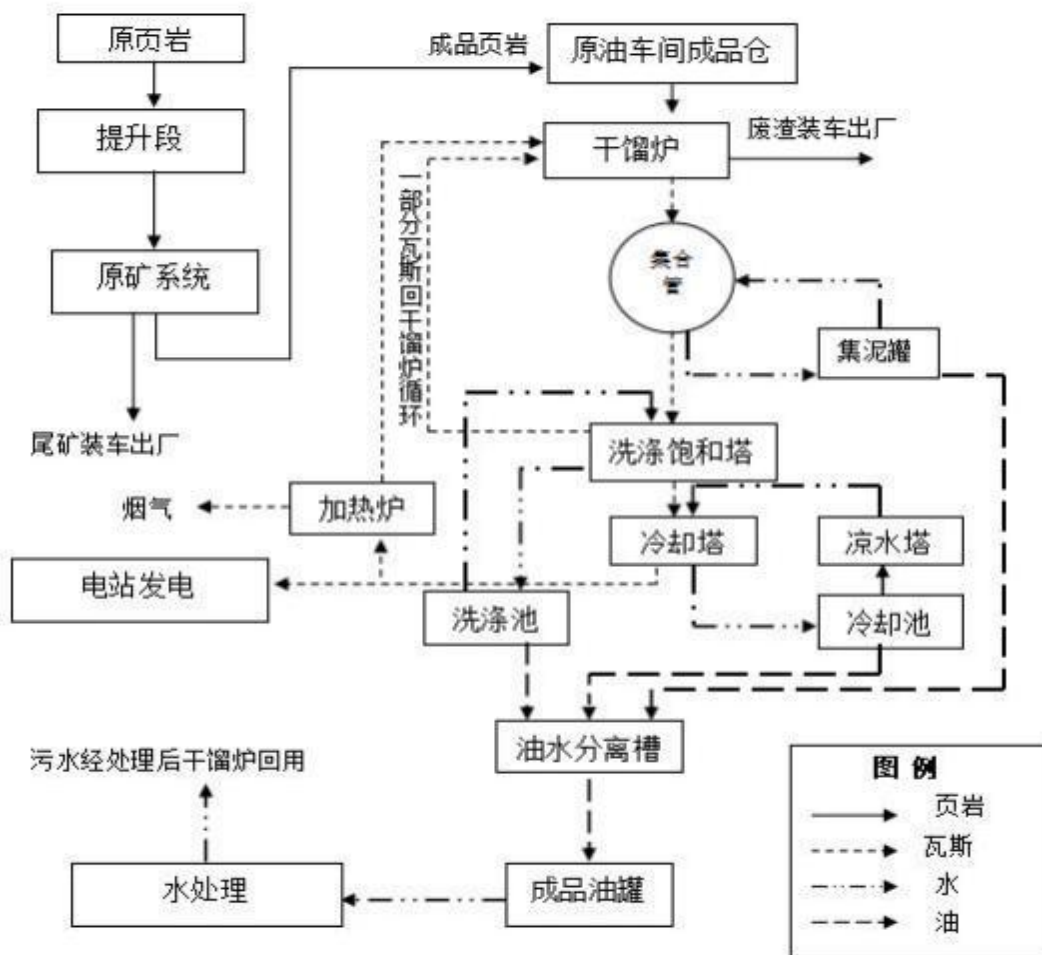 原页岩
提升段
原矿系统
尾矿装车出厂
成品页岩
原油车间成品仓
干馏炉
废渣装车出厂
一部分瓦斯回干馏炉循环
集合
管
集泥罐
洗涤饱和塔
烟气
加热炉
冷却塔
凉水塔
电站发电
洗涤池
冷却池
油水分离槽
污水经处理后干馏炉回用
水处理
成品油罐
图 例
页岩
瓦斯
水
油